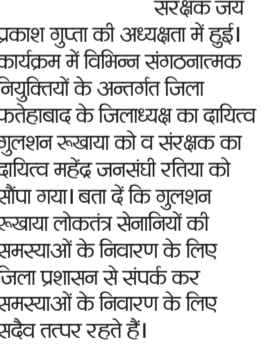 संरक्षक जय
प्रकाश गुप्ता की अध्यक्षता में हुई।
कार्यक्रम में विभिन्न संगठनात्मक
नियुक्तियों के अन्तर्गत जिला
फतेहाबाद के जिलाध्यक्ष का दायित्व
गुलशन रूखाया को व संरक्षक का
दायित्व महेंद्र जनसंघी रतिया को
सौंपा गया। बता दें कि गुलशन
रूखाया लोकतंत्र सेनानियों की
समस्याओं के निवारण के लिए
जिला प्रशासन से संपर्क कर
समस्याओं के निवारण के लिए
सदैव तत्पर रहते हैं।